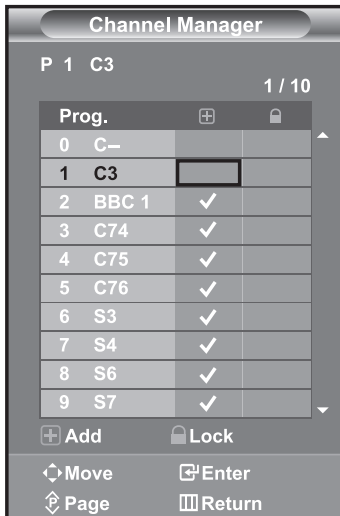 Channel Manager
P 1 C3
1 / 10
Prog.
0 C--
1 C3
2 BBC 1
3 C74
4 C75
5 C76
6 S3
7 S4
8 S6
9 S7
Add Lock
Move Enter
Page Return